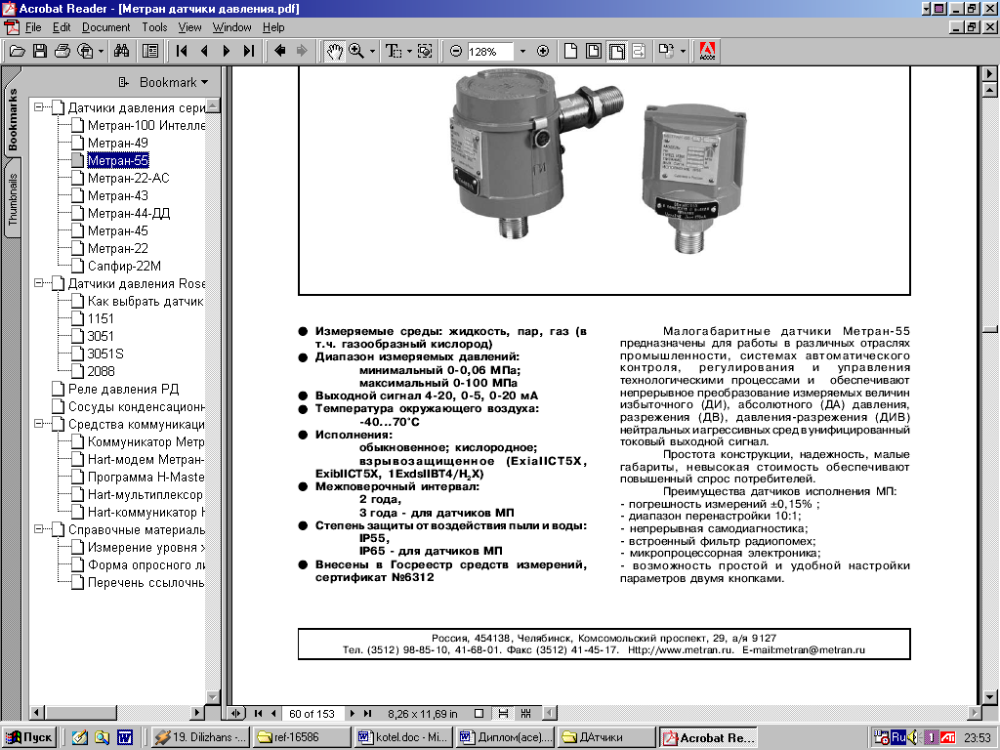 Acrobat Reader - [Метран датчики давления.pdf]
File Edit Document Tools View Window Help
128%
Adobe
Bookmarks
Thumbnails
Bookmark
Датчики давления сери
Метран-100 Интелле
Метран-49
Метран-55
Метран-22-АС
Метран-43
Метран-44-ДД
Метран-45
Метран-22
Сапфир-22М
Датчики давления Rose
Как выбрать датчик
1151
3051
3051S
2088
Реле давления РД
Сосуды конденсационн
Средства коммуникаци
Коммуникатор Метр
Hart-модем Метран-
Программа H-Maste
Hart-мультиплексор
Hart-коммуникатор H
Справочные материаль
Измерение уровня ж
Форма опросного ли
Перечень ссылочнь
● Измеряемые среды: жидкость, пар, газ (в
т.ч. газообразный кислород)
● Диапазон измеряемых давлений:
минимальный 0-0,06 МПа;
максимальный 0-100 МПа
● Выходной сигнал 4-20, 0-5, 0-20 мА
● Температура окружающего воздуха:
-40...70°С
● Исполнения:
обыкновенное; кислородное;
взрывозащищенное (ExiaIICT5X,
ExibIICT5X, 1ExdsIIBT4/H2X)
● Межповерочный интервал:
2 года,
3 года - для датчиков МП
● Степень защиты от воздействия пыли и воды:
IP55,
IP65 - для датчиков МП
● Внесены в Госреестр средств измерений,
сертификат №6312
Малогабаритные датчики Метран-55
предназначены для работы в различных отраслях
промышленности, системах автоматического
контроля, регулирования и управления
технологическими процессами и обеспечивают
непрерывное преобразование измеряемых величин
избыточного (ДИ), абсолютного (ДА) давления,
разрежения (ДВ), давления-разрежения (ДИВ)
нейтральных и агрессивных сред в унифицированный
токовый выходной сигнал.
Простота конструкции, надежность, малые
габариты, невысокая стоимость обеспечивают
повышенный спрос потребителей.
Преимущества датчиков исполнения МП:
- погрешность измерений ±0,15% ;
- диапазон перенастройки 10:1;
- непрерывная самодиагностика;
- встроенный фильтр радиопомех;
- микропроцессорная электроника;
- возможность простой и удобной настройки
параметров двумя кнопками.
Россия, 454138, Челябинск, Комсомольский проспект, 29, а/я 9127
Тел. (3512) 98-85-10, 41-68-01. Факс (3512) 41-45-17. Http://www.metran.ru. E-mail:metran@metran.ru
60 of 153
8,26 x 11,69 in
Пуск
19. Dilizhans -...
ref-16586
kotel.doc - Mi...
Диплом(ace)....
ДАтчики
Acrobat Re...
Ru
23:53